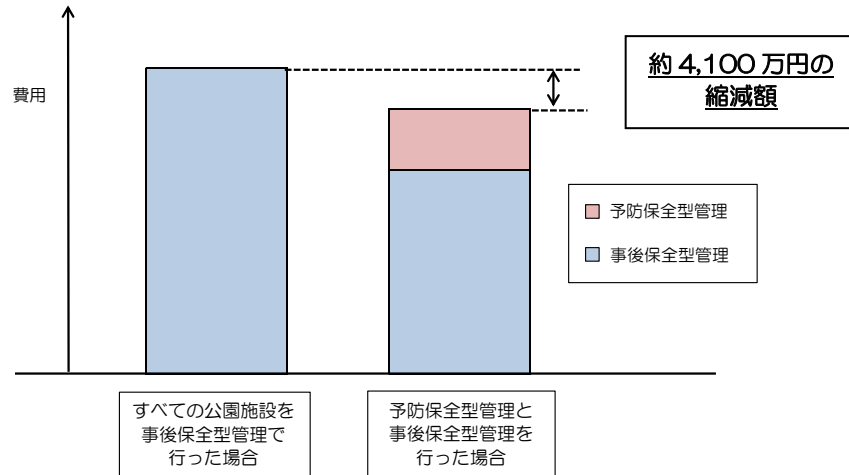 費用
約 4,100 万円の
縮減額
予防保全型管理
事後保全型管理
すべての公園施設を
事後保全型管理で
行った場合
予防保全型管理と
事後保全型管理を
行った場合